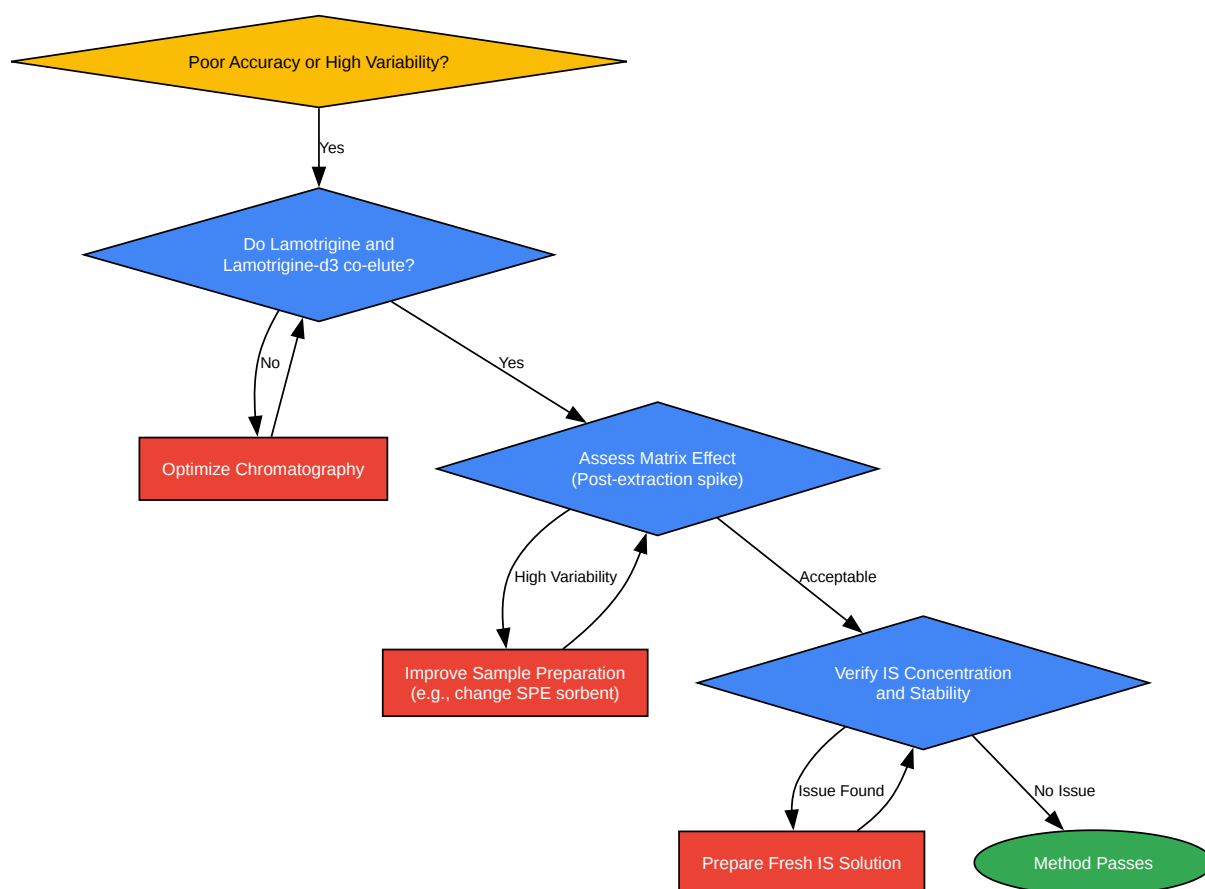 Poor Accuracy or High Variability?
Yes
Do Lamotrigine and
Lamotrigine-d3 co-elute?
No
Yes
Optimize Chromatography
Assess Matrix Effect
(Post-extraction spike)
High Variability
Acceptable
Improve Sample Preparation
(e.g., change SPE sorbent)
Verify IS Concentration
and Stability
Issue Found
No Issue
Prepare Fresh IS Solution
Method Passes